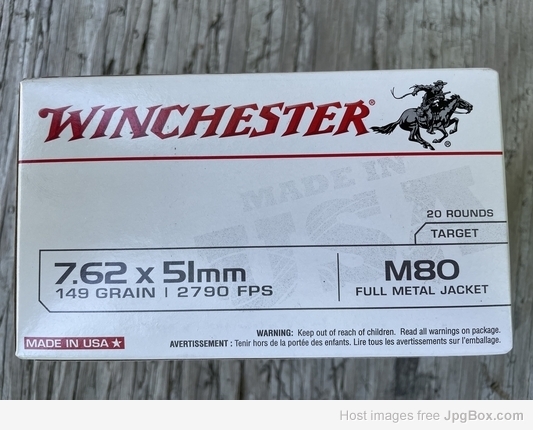 WINCHESTER®
®
MADE IN
USA
20 ROUNDS
TARGET
7.62 x 51mm
149 GRAIN | 2790 FPS
M80
FULL METAL JACKET
WARNING: Keep out of reach of children. Read all warnings on package.
MADE IN USA ★
AVERTISSEMENT : Tenir hors de la portée des enfants. Lire tous les avertissements sur l'emballage.
Host images free JpgBox.com